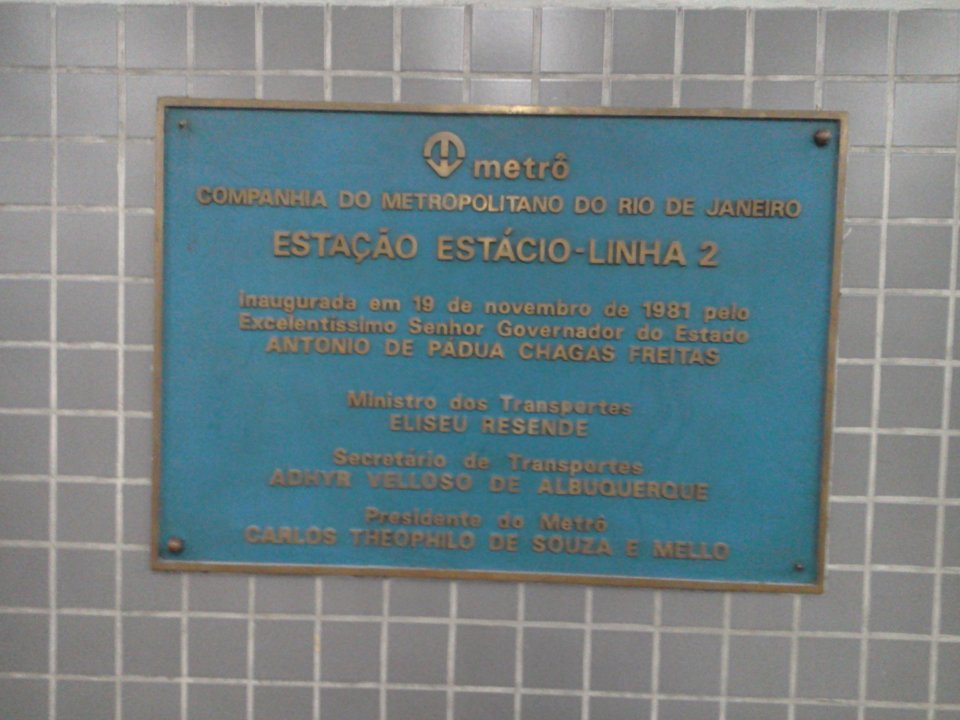 metrô
COMPANHIA DO METROPOLITANO DO RIO DE JANEIRO
ESTAÇÃO ESTÁCIO-LINHA 2
inaugurada em 19 de novembro de 1981 pelo
Excelentíssimo Senhor Governador do Estado
ANTONIO DE PÁDUA CHAGAS FREITAS
Ministro dos Transportes
ELISEU RESENDE
Secretário de Transportes
ADHYR VELLOSO DE ALBUQUERQUE
Presidente do Metrô
CARLOS THEOPHILO DE SOUZA E MELLO